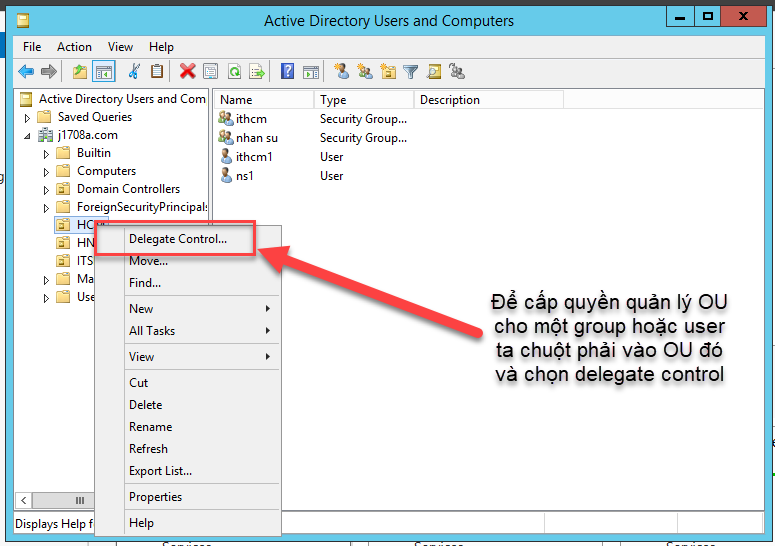 Active Directory Users and Computers
File Action View Help
Active Directory Users and Com
Saved Queries
j1708a.com
Builtin
Computers
Domain Controllers
ForeignSecurityPrincipals
HCM
HN
ITS
Ma
Use
Name Type Description
ithcm Security Group...
nhan su Security Group...
ithcm1 User
ns1 User
Delegate Control...
Move...
Find...
New
All Tasks
View
Cut
Delete
Rename
Refresh
Export List...
Properties
Help
Để cấp quyền quản lý OU
cho một group hoặc user
ta chuột phải vào OU đó
và chọn delegate control
Displays Help f